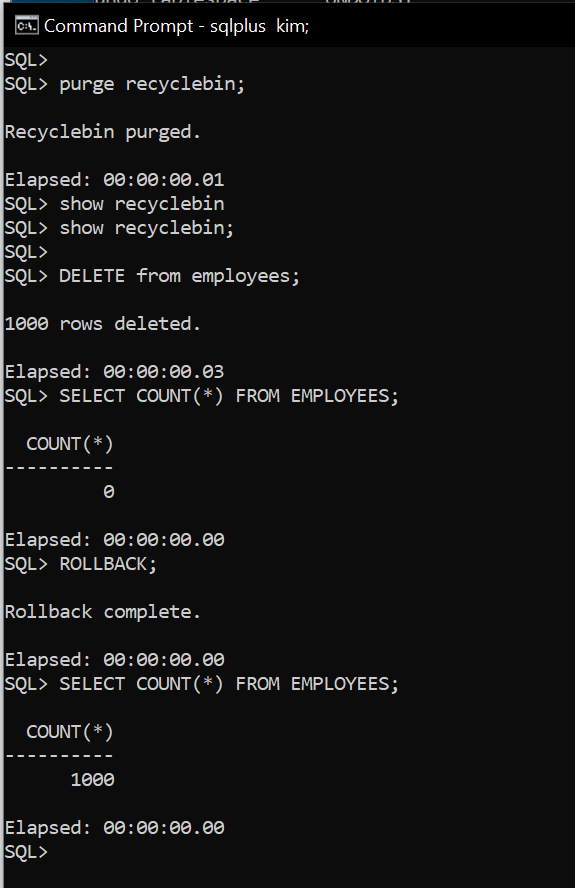 Command Prompt - sqlplus  kim;
SQL>
SQL> purge recyclebin;
Recyclebin purged.
Elapsed: 00:00:00.01
SQL> show recyclebin
SQL> show recyclebin;
SQL>
SQL> DELETE from employees;
1000 rows deleted.
Elapsed: 00:00:00.03
SQL> SELECT COUNT(*) FROM EMPLOYEES;
  COUNT(*)
----------
         0
Elapsed: 00:00:00.00
SQL> ROLLBACK;
Rollback complete.
Elapsed: 00:00:00.00
SQL> SELECT COUNT(*) FROM EMPLOYEES;
  COUNT(*)
----------
      1000
Elapsed: 00:00:00.00
SQL>